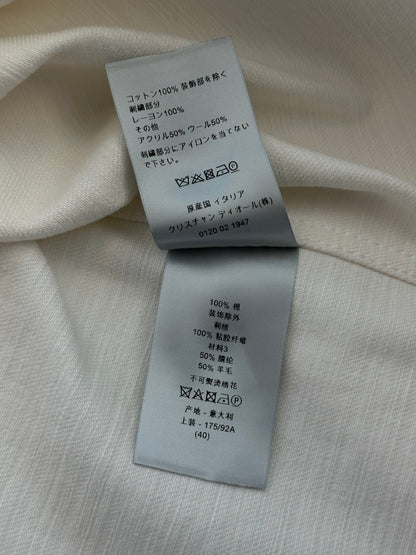 コットン100% 装飾部を除く
刺繍部分
レーヨン100%
その他
アクリル50% ウール50%
刺繍部分にアイロンを当てない
で下さい。
P
原産国 イタリア
クリスチャン ディオール(株)
0120 02 1947
100% 棉
装饰除外
刺绣
100% 粘胶纤维
材料3
50% 腈纶
50% 羊毛
不可熨烫绣花
P
产地 - 意大利
上装 - 175/92A
(40)